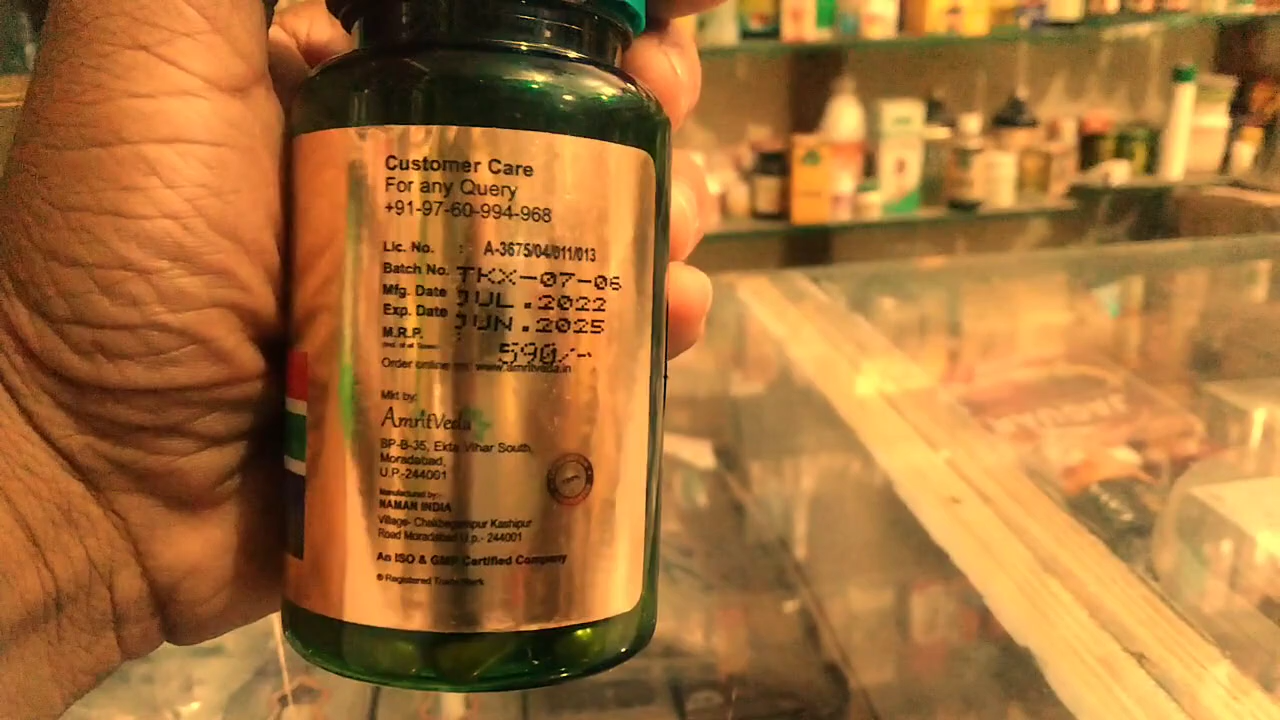 Customer Care
For any Query
+91-97-60-994-968
Lic. No. : A-3675/04/011/013
Batch No. TKX-07-06
Mfg. Date : JUL.2022
Exp. Date : JUN.2025
M.R.P. : 590/-
Order online on: www.amritveda.in
Mkt by:
AmritVeda
BP-B-35, Ekta Vihar South,
Moradabad,
U.P.-244001
Manufactured by:-
NAMAN INDIA
Village- Chakbegampur Kashipur
Road Moradabad U.p.- 244001
An ISO & GMP Certified Company
® Registered Trade Mark